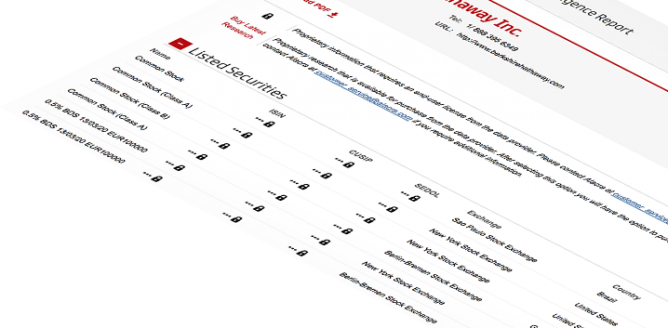 PDF
haway Inc.
gence Report
Tel: 1/ 888 395 6349
URL: http://www.berkshirehathaway.com
Buy Latest
Research
Proprietary information that requires an end-user license from the data provider. Please contact Alacra at customer_service
Proprietary research that is available for purchase from the data provider. After selecting this option you will have the option to pur
contact Alacra at customer_service@alacra.com if you require additional information.
Listed Securities
Name ISIN CUSIP SEDOL Exchange Country
Common Stock ... ... ... Sao Paulo Stock Exchange Brazil
Common Stock (Class A) ... ... ... New York Stock Exchange United States
Common Stock (Class B) ... ... ... New York Stock Exchange United S
Common Stock (Class A) ... ... ... Berlin-Bremen Stock Exchange
0.5% BDS 13/03/20 EUR100000 ... ... New York Stock Exchange
0.5% BDS 13/03/20 EUR100000 ... ... ... Berlin-Bremen Stock Exchange